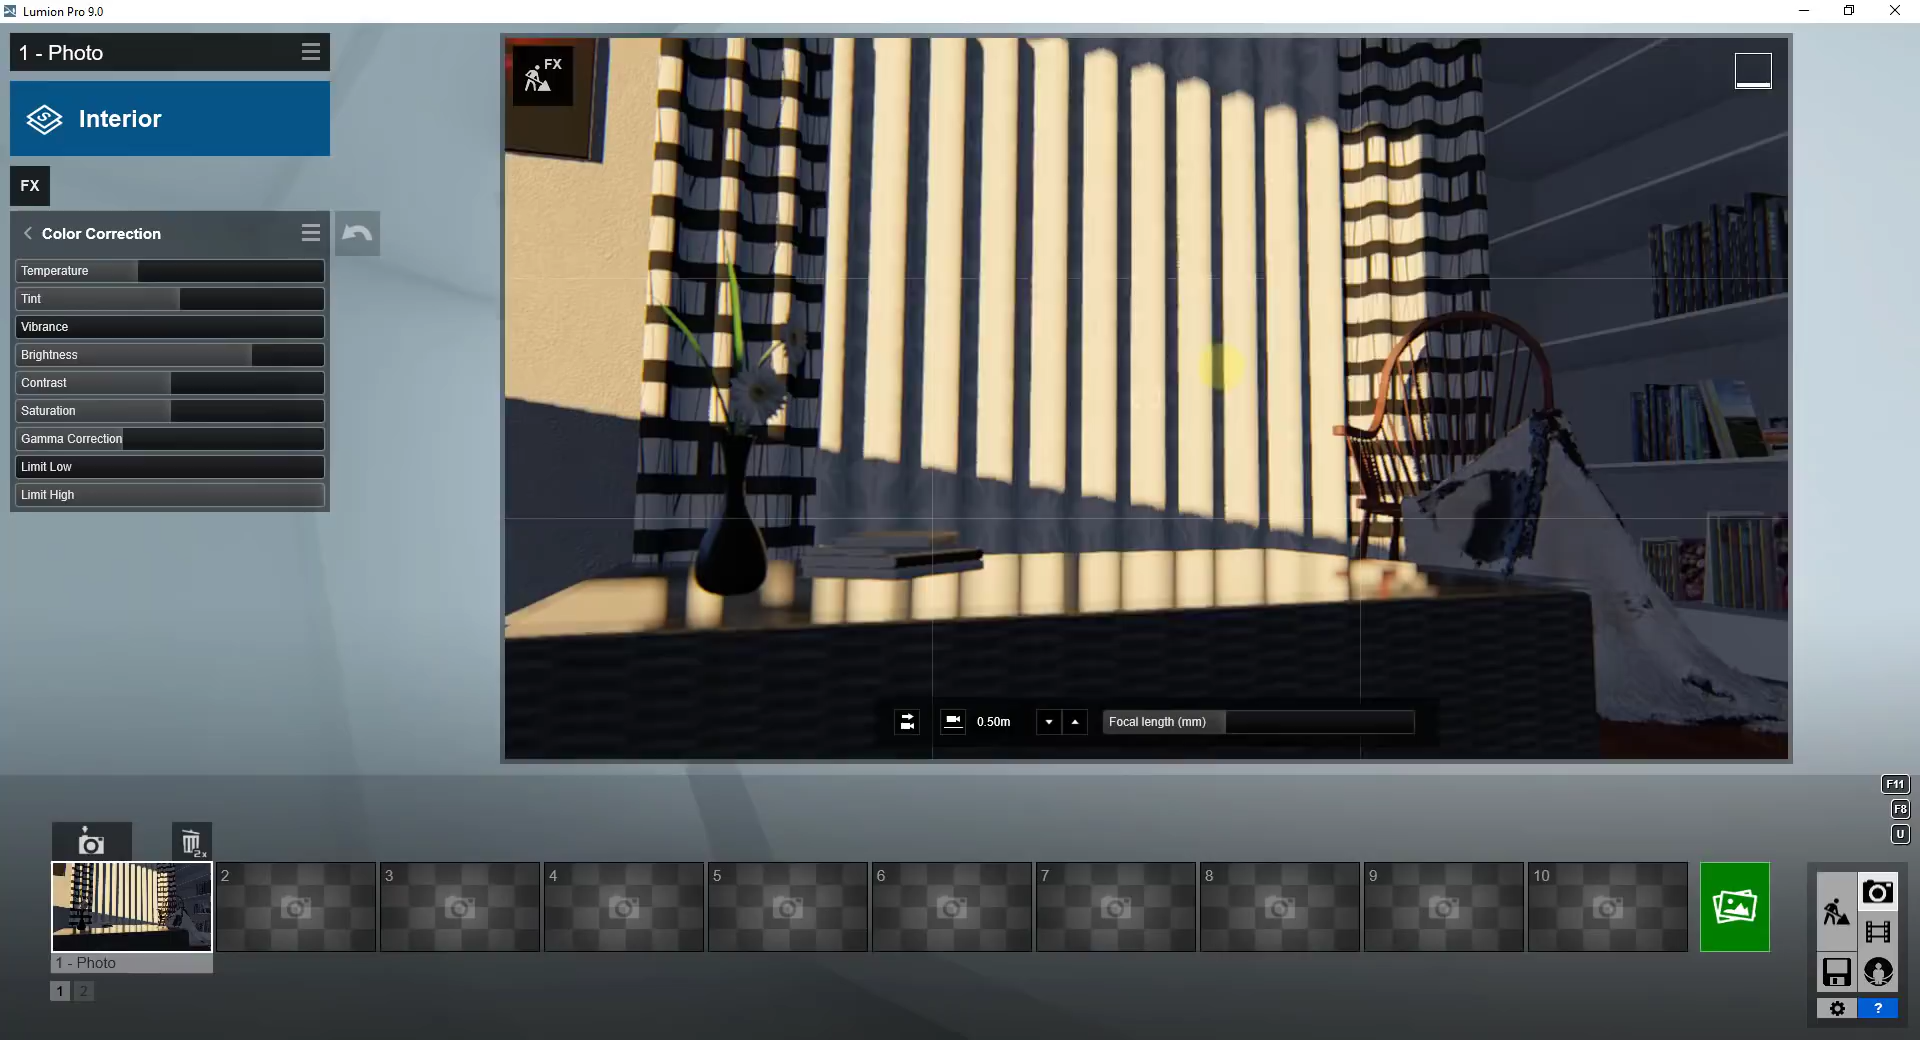 Lumion Pro 9.0
1 - Photo
Interior
FX
Color Correction
Temperature
Tint
Vibrance
Brightness
Contrast
Saturation
Gamma Correction
Limit Low
Limit High
FX
0.50m
Focal length (mm)
F11
F8
U
2x
2
3
4
5
6
7
8
9
10
1 - Photo
1 2
?